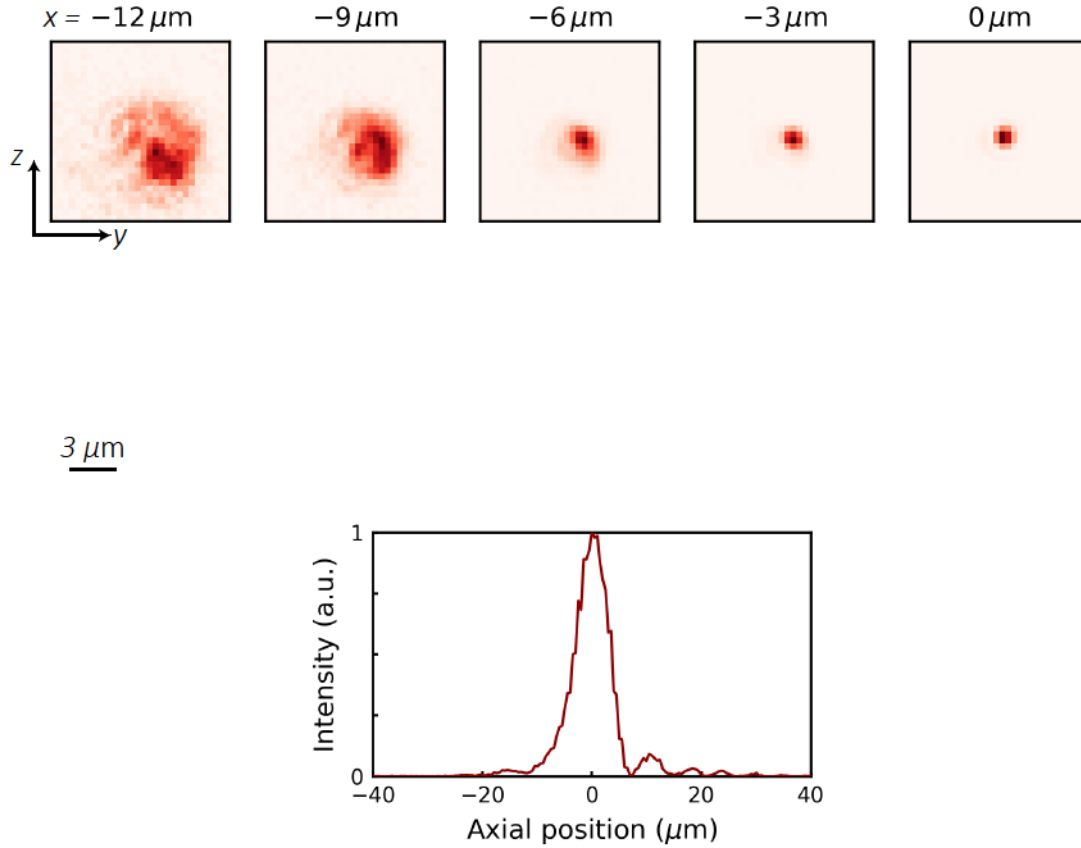 x = −12 μm
−9 μm
−6 μm
−3 μm
0 μm
z
y
3 μm
Intensity (a.u.)
1
0
−40
−20
0
20
40
Axial position (μm)